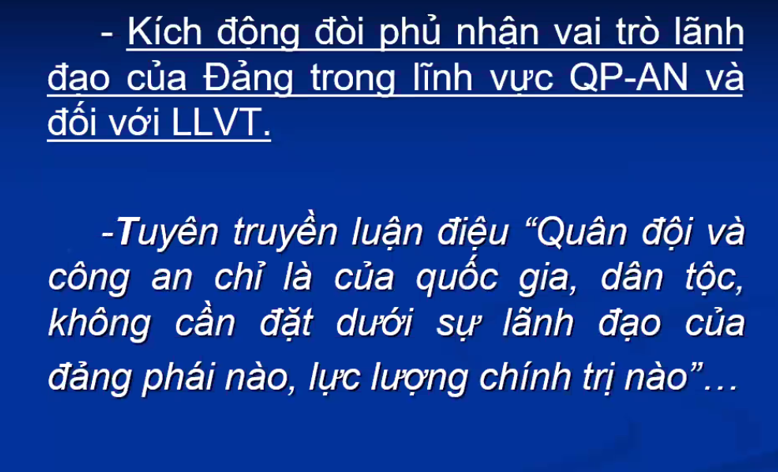 - Kích động đòi phủ nhận vai trò lãnh
đạo của Đảng trong lĩnh vực QP-AN và
đối với LLVT.
-Tuyên truyền luận điệu “Quân đội và
công an chỉ là của quốc gia, dân tộc,
không cần đặt dưới sự lãnh đạo của
đảng phái nào, lực lượng chính trị nào”…